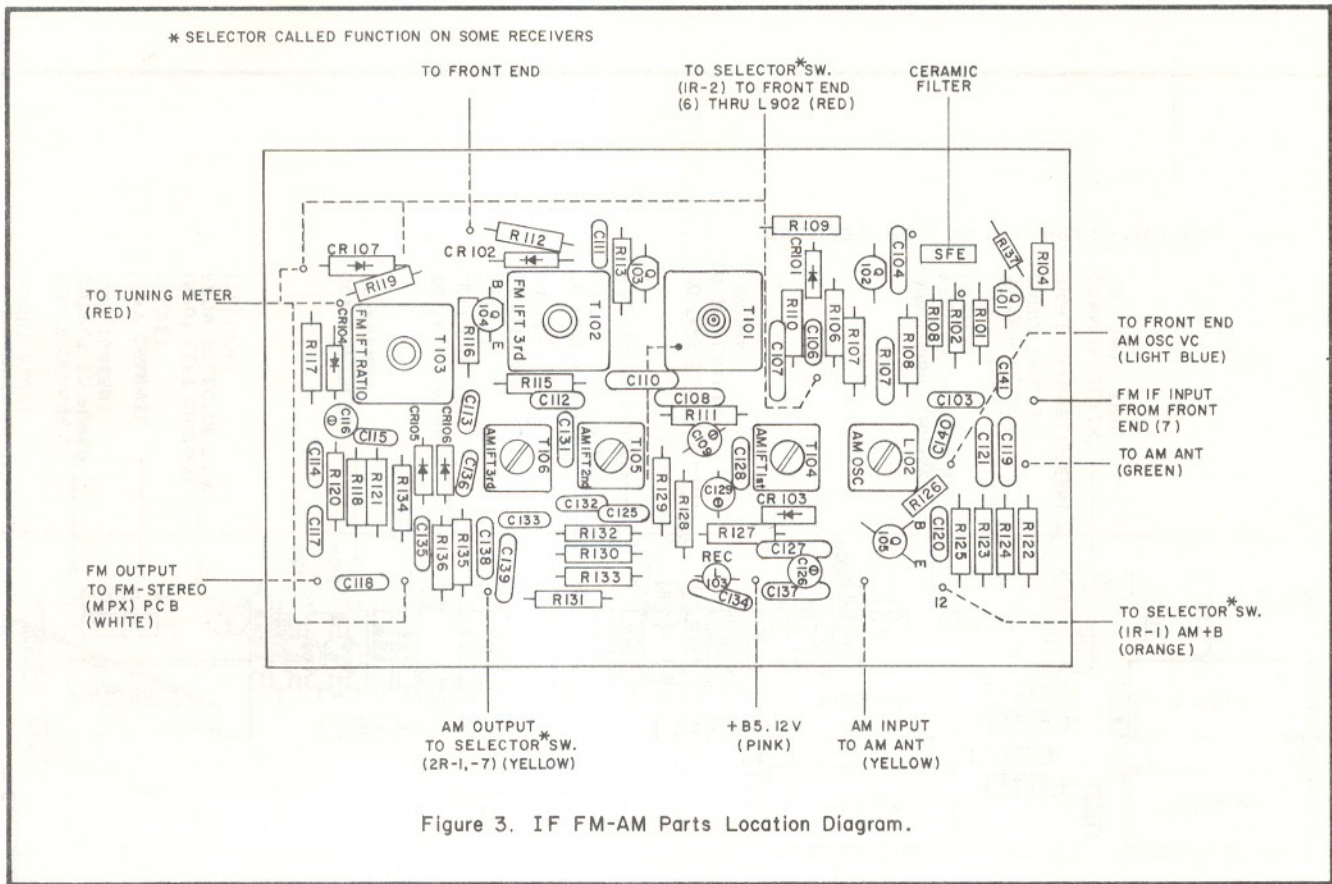 * SELECTOR CALLED FUNCTION ON SOME RECEIVERS
TO FRONT END
TO SELECTOR* SW.
(1R-2) TO FRONT END
(6) THRU L902 (RED)
CERAMIC
FILTER
TO TUNING METER
(RED)
FM OUTPUT
TO FM-STEREO
(MPX) PCB
(WHITE)
TO FRONT END
AM OSC VC
(LIGHT BLUE)
FM IF INPUT
FROM FRONT
END (7)
TO AM ANT
(GREEN)
TO SELECTOR* SW.
(1R-1) AM +B
(ORANGE)
CR107
R119
CR102
R112
C111
R113
Q
103
R109
CR101
Q
102
C104
SFE
R137
R104
Q
101
R117
CR104
FM IFT RATIO
T103
R116
B
Q
104
E
FM IFT 3rd
T102
T101
C107
R110
C106
R106
R107
R107
R108
R108
R102
R101
C141
R115
C110
C112
C108
R111
C103
C140
C121
C119
C116
C115
CR105
CR106
C113
C136
AM IFT 3rd
T106
C131
AM IFT 2nd
T105
C109
C128
AM IFT 1st
T104
AM OSC
L102
C114
R120
R118
R121
R134
R129
R128
C129
CR103
R126
C133
C132
C125
R127
C117
C135
R136
R135
C138
C139
R132
R130
R133
R131
C127
C126
C137
REC
L
103
C134
Q
105
B
E
C120
R125
R123
R124
R122
C118
12
AM OUTPUT
TO SELECTOR* SW.
(2R-1,-7) (YELLOW)
+B5. 12V
(PINK)
AM INPUT
TO AM ANT
(YELLOW)
Figure 3. IF FM-AM Parts Location Diagram.